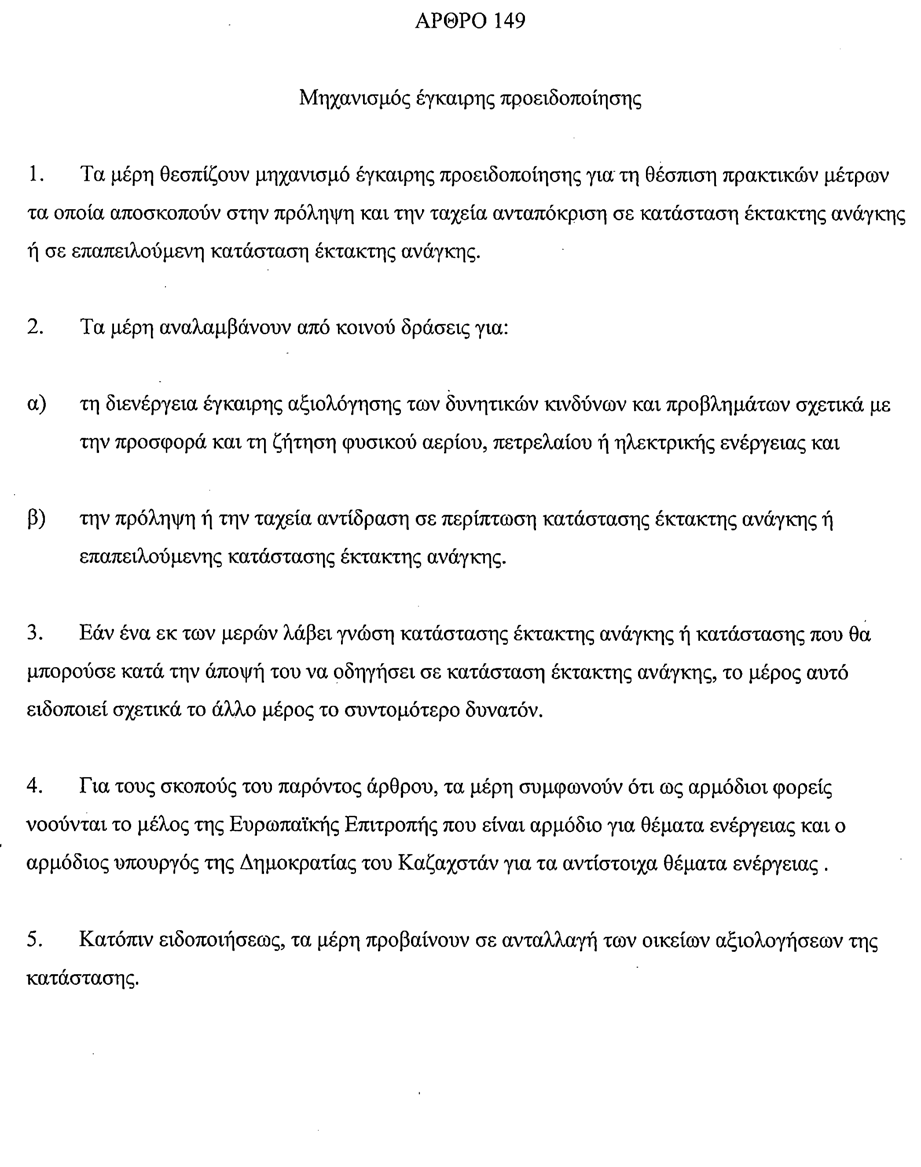 ΑΡΘΡΟ 149
Μηχανισμός έγκαιρης προειδοποίησης
1. Τα μέρη θεσπίζουν μηχανισμό έγκαιρης προειδοποίησης για τη θέσπιση πρακτικών μέτρων
τα οποία αποσκοπούν στην πρόληψη και την ταχεία ανταπόκριση σε κατάσταση έκτακτης ανάγκης
ή σε επαπειλούμενη κατάσταση έκτακτης ανάγκης.
2. Τα μέρη αναλαμβάνουν από κοινού δράσεις για:
α) τη διενέργεια έγκαιρης αξιολόγησης των δυνητικών κινδύνων και προβλημάτων σχετικά με
την προσφορά και τη ζήτηση φυσικού αερίου, πετρελαίου ή ηλεκτρικής ενέργειας και
β) την πρόληψη ή την ταχεία αντίδραση σε περίπτωση κατάστασης έκτακτης ανάγκης ή
επαπειλούμενης κατάστασης έκτακτης ανάγκης.
3. Εάν ένα εκ των μερών λάβει γνώση κατάστασης έκτακτης ανάγκης ή κατάστασης που θα
μπορούσε κατά την άποψή του να οδηγήσει σε κατάσταση έκτακτης ανάγκης, το μέρος αυτό
ειδοποιεί σχετικά το άλλο μέρος το συντομότερο δυνατόν.
4. Για τους σκοπούς του παρόντος άρθρου, τα μέρη συμφωνούν ότι ως αρμόδιοι φορείς
νοούνται το μέλος της Ευρωπαϊκής Επιτροπής που είναι αρμόδιο για θέματα ενέργειας και ο
αρμόδιος υπουργός της Δημοκρατίας του Καζαχστάν για τα αντίστοιχα θέματα ενέργειας .
5. Κατόπιν ειδοποιήσεως, τα μέρη προβαίνουν σε ανταλλαγή των οικείων αξιολογήσεων της
κατάστασης.